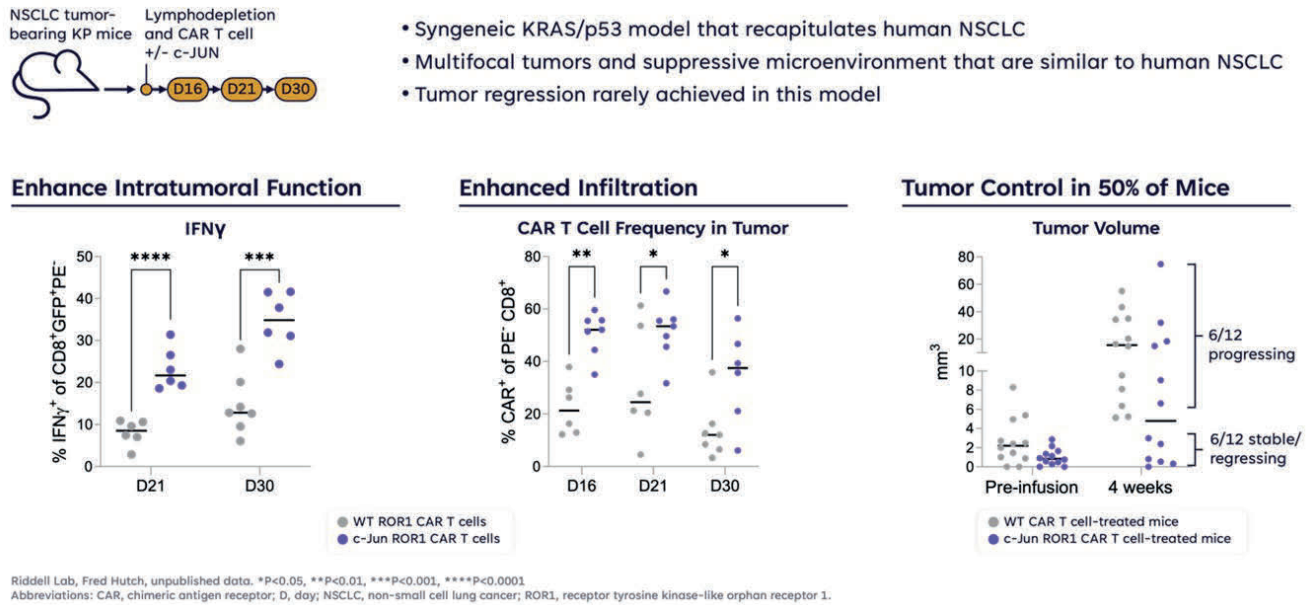 NSCLC tumor-
bearing KP mice
Lymphodepletion
and CAR T cell
+/- c-JUN
D16
D21
D30
• Syngeneic KRAS/p53 model that recapitulates human NSCLC
• Multifocal tumors and suppressive microenvironment that are similar to human NSCLC
• Tumor regression rarely achieved in this model
Enhance Intratumoral Function
IFNγ
% IFNγ⁺ of CD8⁺GFP⁺PE⁻
50
40
30
20
10
0
****
***
D21
D30
Enhanced Infiltration
CAR T Cell Frequency in Tumor
% CAR⁺ of PE⁻ CD8⁺
80
60
40
20
0
**
*
*
D16
D21
D30
WT ROR1 CAR T cells
c-Jun ROR1 CAR T cells
Tumor Control in 50% of Mice
Tumor Volume
mm³
80
60
40
20
10
8
6
4
2
0
6/12
progressing
6/12 stable/
regressing
Pre-infusion
4 weeks
WT CAR T cell-treated mice
c-Jun ROR1 CAR T cell-treated mice
Riddell Lab, Fred Hutch, unpublished data. *P<0.05, **P<0.01, ***P<0.001, ****P<0.0001
Abbreviations: CAR, chimeric antigen receptor; D, day; NSCLC, non-small cell lung cancer; ROR1, receptor tyrosine kinase-like orphan receptor 1.